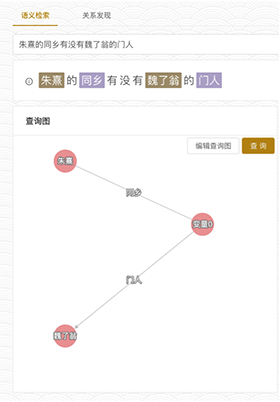 语义检索 关系发现
朱熹的同乡有没有魏了翁的门人
朱熹 的 同乡 有 没 有 魏了翁 的 门人
查询图
编辑查询图 查 询
朱熹
同乡
变量0
门人
魏了翁